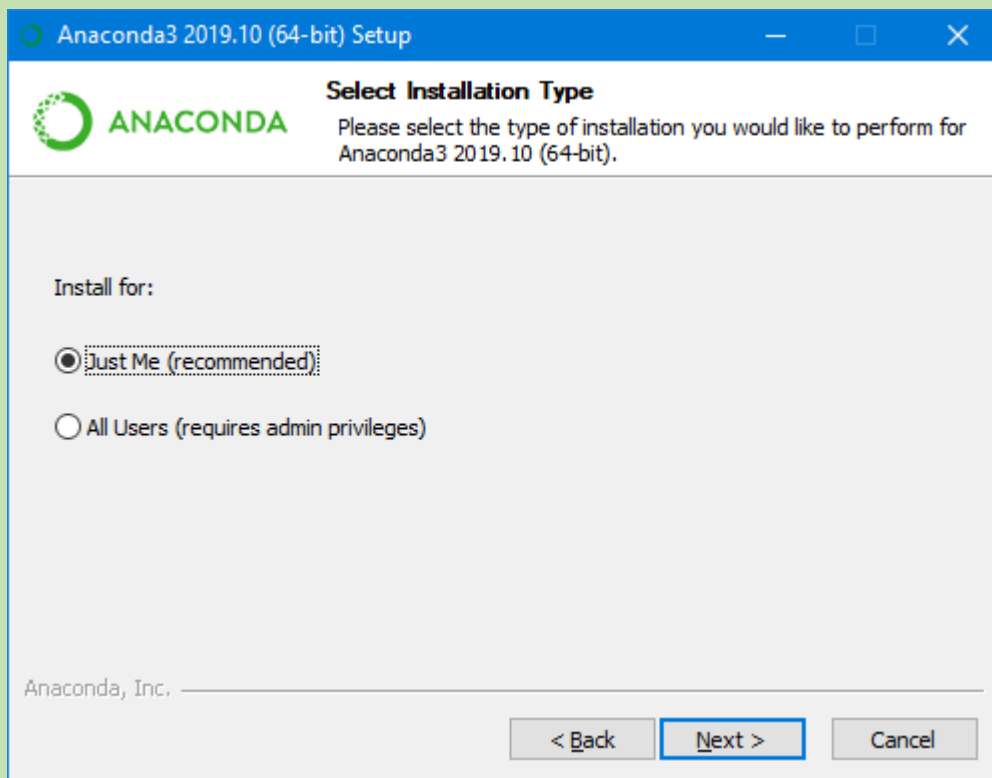 Anaconda3 2019.10 (64-bit) Setup
ANACONDA
Select Installation Type
Please select the type of installation you would like to perform for
Anaconda3 2019.10 (64-bit).
Install for:
Just Me (recommended)
All Users (requires admin privileges)
Anaconda, Inc.
< Back
Next >
Cancel